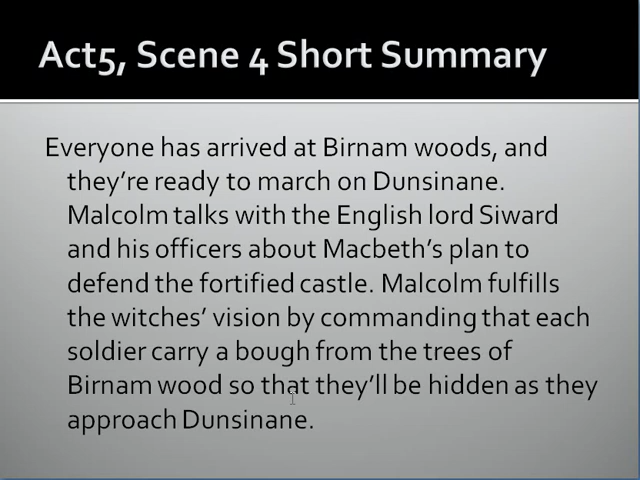 Act5, Scene 4 Short Summary
Everyone has arrived at Birnam woods, and
they're ready to march on Dunsinane.
Malcolm talks with the English lord Siward
and his officers about Macbeth's plan to
defend the fortified castle. Malcolm fulfills
the witches' vision by commanding that each
soldier carry a bough from the trees of
Birnam wood so that they'll be hidden as they
approach Dunsinane.